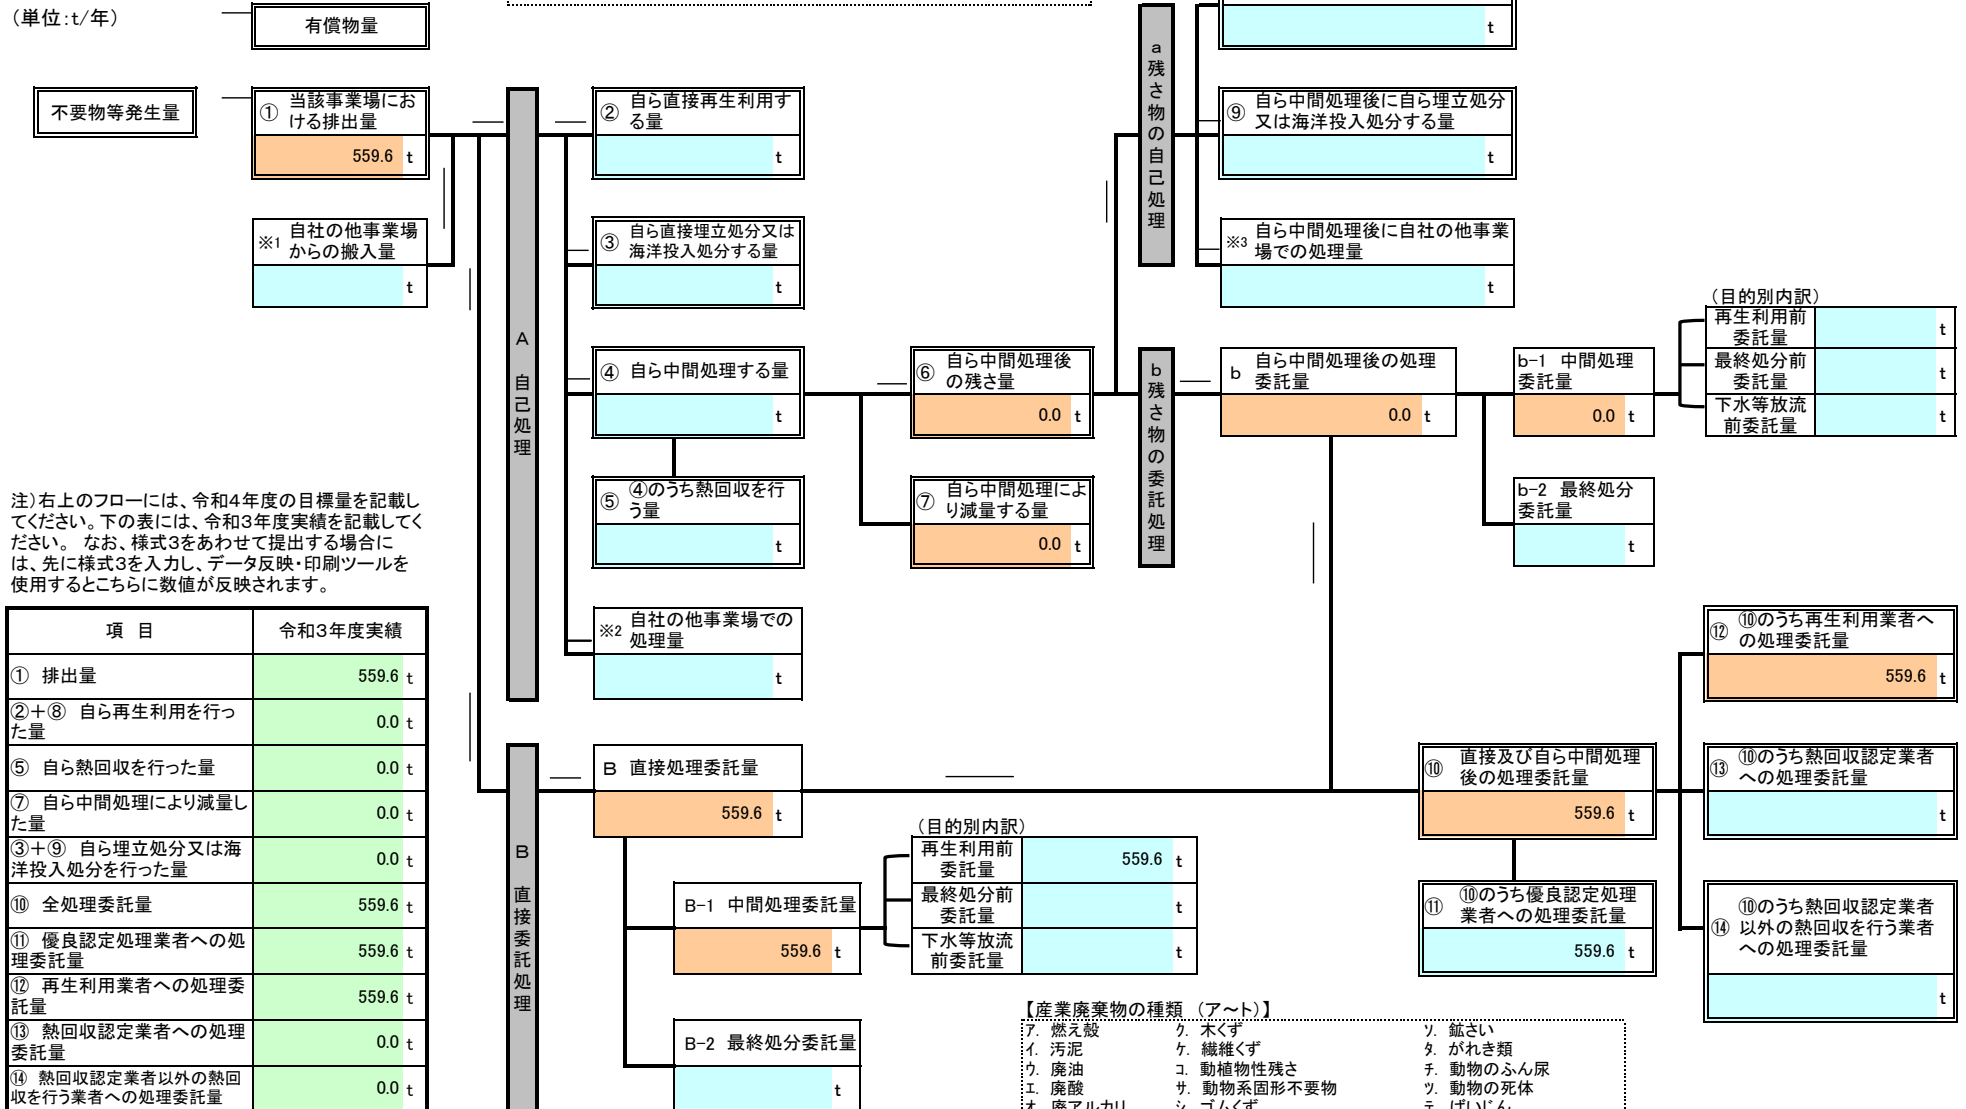 （単位：ｔ/年）
有償物量
t
不要物等発生量
① 当該事業場にお
ける排出量
559.6 t
※1 自社の他事業場
からの搬入量
t
A 自己処理
② 自ら直接再生利用す
る量
t
③ 自ら直接埋立処分又は
海洋投入処分する量
t
④ 自ら中間処理する量
t
⑤ ④のうち熱回収を行
う量
t
※2 自社の他事業場での
処理量
t
⑥ 自ら中間処理後
の残さ量
0.0 t
⑦ 自ら中間処理によ
り減量する量
0.0 t
a 残さ物の自己処理
⑨ 自ら中間処理後に自ら埋立処分
又は海洋投入処分する量
t
※3 自ら中間処理後に自社の他事業
場での処理量
t
b 残さ物の委託処理
b 自ら中間処理後の処理
委託量
0.0 t
b-1 中間処理
委託量
0.0 t
b-2 最終処分
委託量
t
（目的別内訳）
再生利用前
委託量 t
最終処分前
委託量 t
下水等放流
前委託量 t
注）右上のフローには、令和４年度の目標量を記載し
てください。下の表には、令和３年度実績を記載してく
ださい。 なお、様式３をあわせて提出する場合に
は、先に様式３を入力し、データ反映・印刷ツールを
使用するとこちらに数値が反映されます。
項 目 令和３年度実績
① 排出量 559.6 t
②＋⑧ 自ら再生利用を行っ
た量 0.0 t
⑤ 自ら熱回収を行った量 0.0 t
⑦ 自ら中間処理により減量し
た量 0.0 t
③＋⑨ 自ら埋立処分又は海
洋投入処分を行った量 0.0 t
⑩ 全処理委託量 559.6 t
⑪ 優良認定処理業者への処
理委託量 559.6 t
⑫ 再生利用業者への処理委
託量 559.6 t
⑬ 熱回収認定業者への処理
委託量 0.0 t
⑭ 熱回収認定業者以外の熱回
収を行う業者への処理委託量 0.0 t
B 直接委託処理
B 直接処理委託量
559.6 t
B-1 中間処理委託量
559.6 t
B-2 最終処分委託量
t
（目的別内訳）
再生利用前
委託量 559.6 t
最終処分前
委託量 t
下水等放流
前委託量 t
⑩ 直接及び自ら中間処理
後の処理委託量
559.6 t
⑪ ⑩のうち優良認定処理
業者への処理委託量
559.6 t
⑫ ⑩のうち再生利用業者へ
の処理委託量
559.6 t
⑬ ⑩のうち熱回収認定業者
への処理委託量
t
⑭ ⑩のうち熱回収認定業者
以外の熱回収を行う業者
への処理委託量
t
【産業廃棄物の種類 （ア～ト）】
ｱ. 燃え殻 ｸ. 木くず ｿ. 鉱さい
ｲ. 汚泥 ｹ. 繊維くず ﾀ. がれき類
ｳ. 廃油 ｺ. 動植物性残さ ﾁ. 動物のふん尿
ｴ. 廃酸 ｻ. 動物系固形不要物 ﾂ. 動物の死体
ｵ. 廃アルカリ ｼ. ゴムくず ﾃ. ばいじん